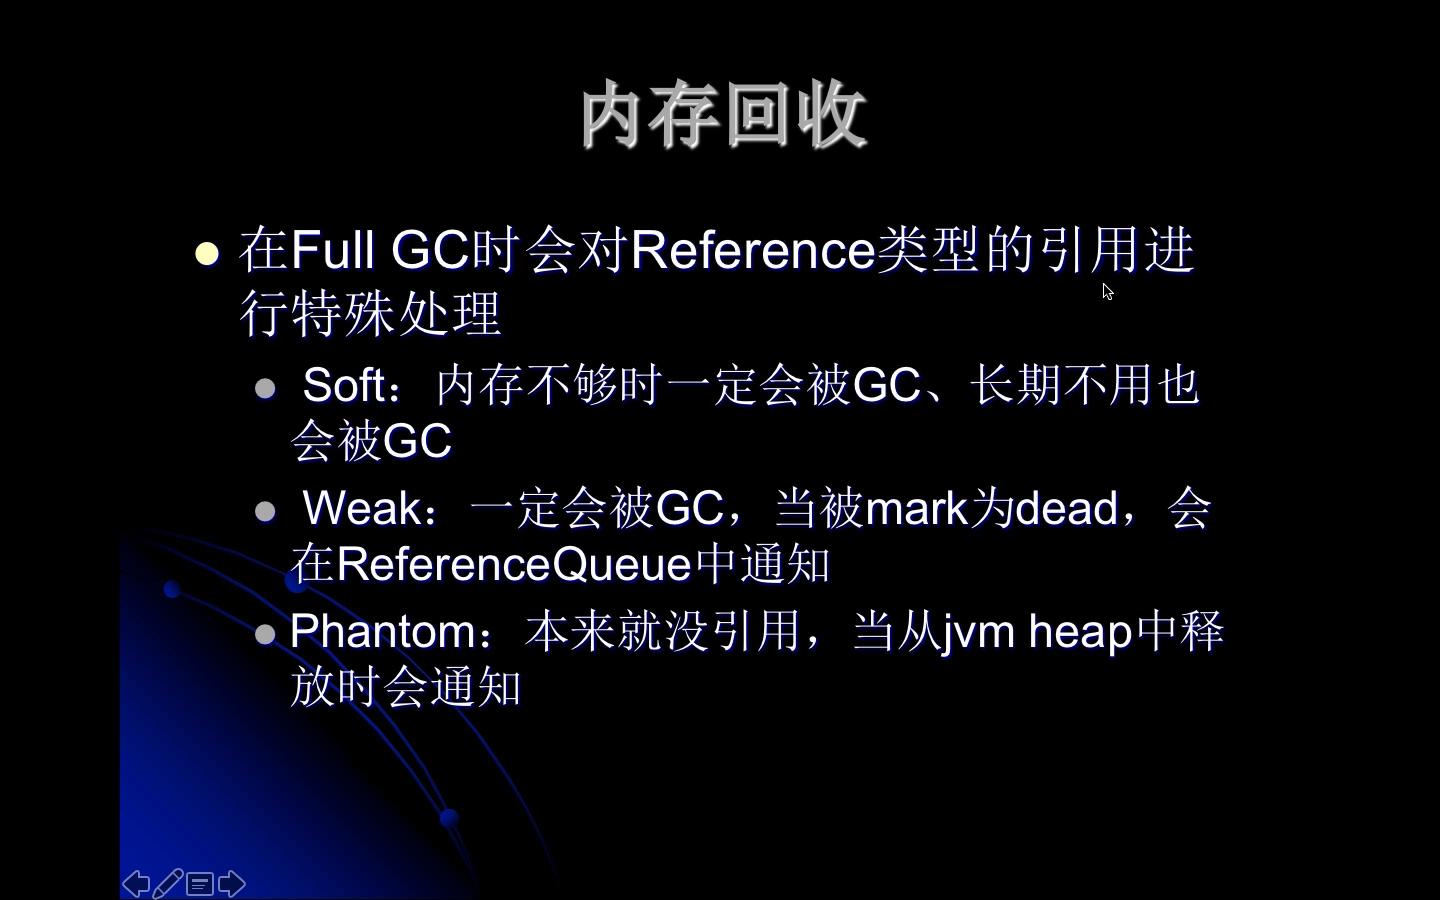 内存回收
在Full GC时会对Reference类型的引用进
行特殊处理
Soft：内存不够时一定会被GC、长期不用也
会被GC
Weak：一定会被GC，当被mark为dead，会
在ReferenceQueue中通知
Phantom：本来就没引用，当从jvm heap中释
放时会通知